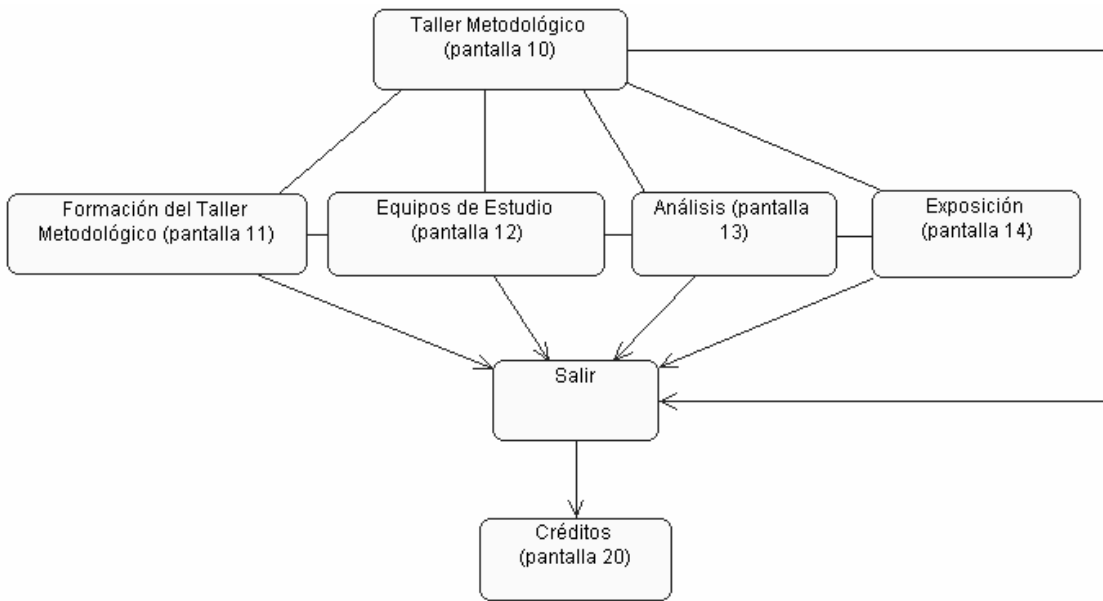 Taller Metodológico
(pantalla 10)
Formación del Taller
Metodológico (pantalla 11)
Equipos de Estudio
(pantalla 12)
Análisis (pantalla
13)
Exposición
(pantalla 14)
Salir
Créditos
(pantalla 20)